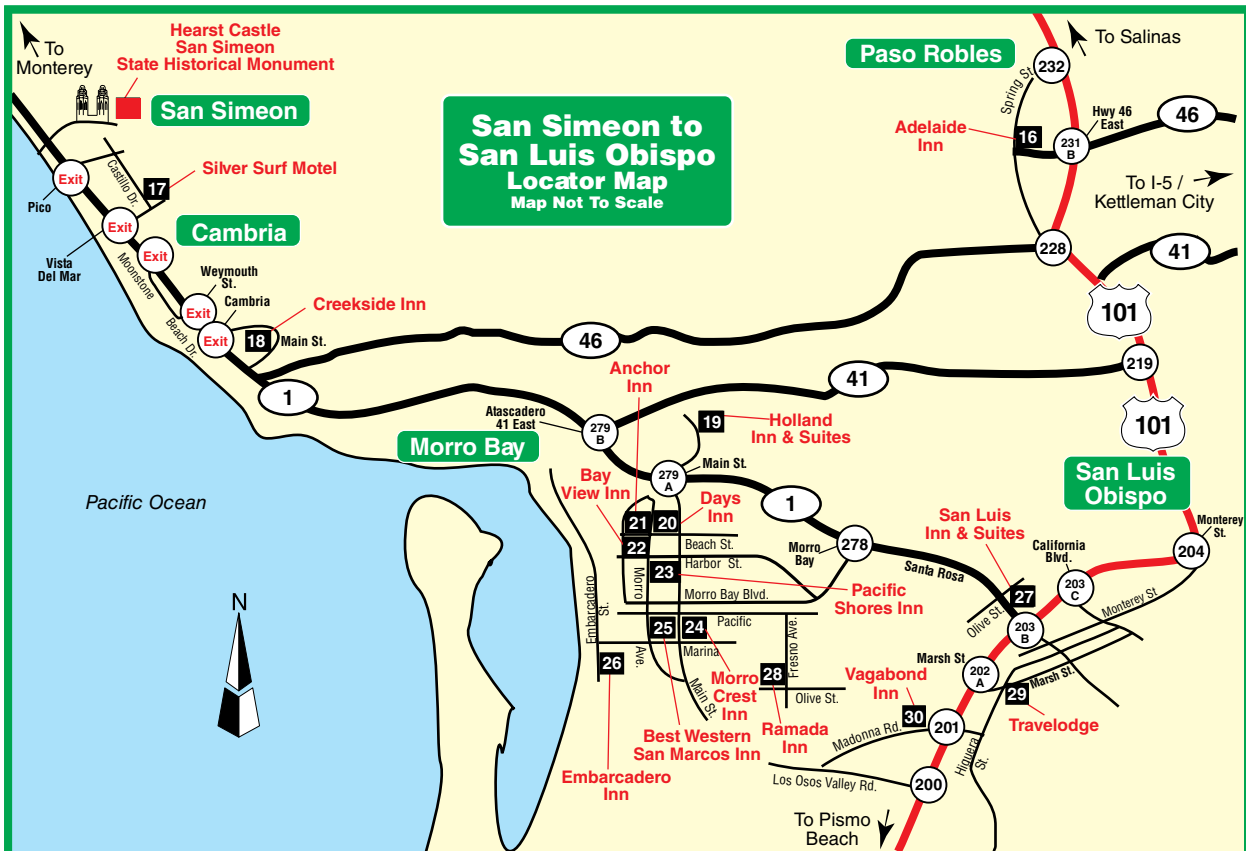 To
Monterey
Hearst Castle
San Simeon
State Historical Monument
San Simeon
Silver Surf Motel
17
Castillo Dr.
Exit
Pico
Exit
Vista
Del Mar
Cambria
Exit
Moonstone
Beach Dr.
Weymouth
St.
Exit
Cambria
Exit
18
Main St.
Creekside Inn
San Simeon to
San Luis Obispo
Locator Map
Map Not To Scale
Paso Robles
To Salinas
Spring St.
232
Adelaide
Inn
16
231
B
Hwy 46
East
46
To I-5 /
Kettleman City
228
41
101
46
219
41
101
1
Atascadero
41 East
279
B
Morro Bay
Anchor
Inn
19
Holland
Inn & Suites
Main St.
279
A
Bay
View Inn
Days
Inn
1
Morro
Bay
278
Santa Rosa
Pacific Ocean
21
20
Beach St.
22
Harbor St.
23
Morro
Morro Bay Blvd.
Pacific
Shores Inn
Embarcadero
St.
25
24
Pacific
Marina
Ave.
26
Main St.
Morro
Crest
Inn
Fresno Ave.
28
Olive St.
Ramada
Inn
Best Western
San Marcos Inn
Embarcadero
Inn
N
San Luis
Obispo
San Luis
Inn & Suites
California
Blvd.
Monterey
St.
204
203
C
27
Olive St.
Monterey St
203
B
Marsh St
202
A
Marsh St.
29
Travelodge
Vagabond
Inn
30
Madonna Rd.
201
Higuera
St.
Los Osos Valley Rd.
200
To Pismo
Beach